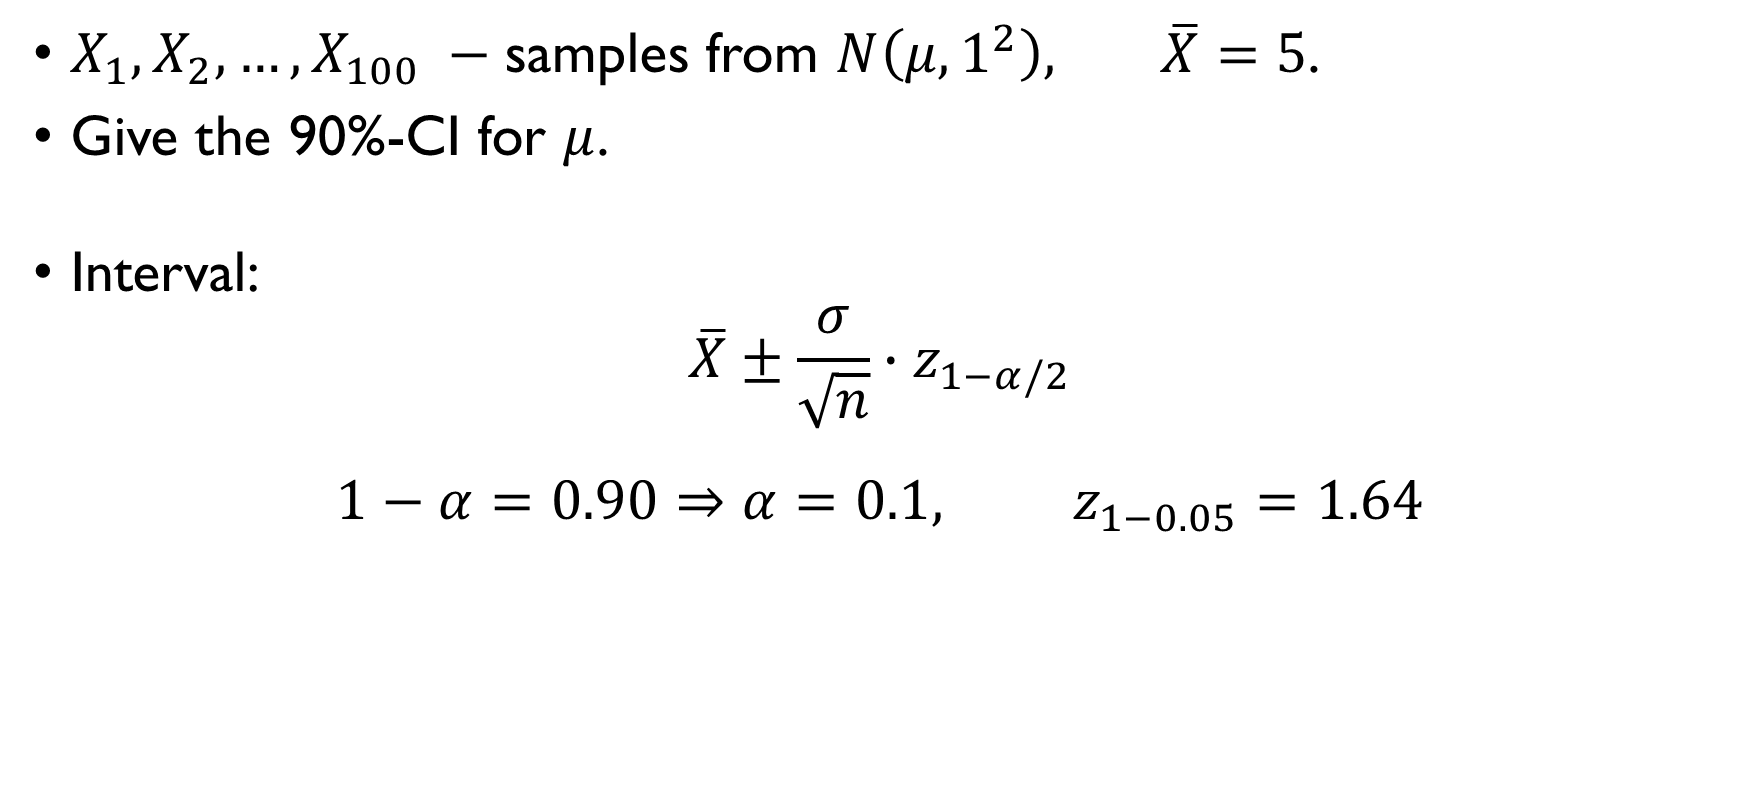 • X₁, X₂, …, X₁₀₀ – samples from N(μ, 1²), X̄ = 5.
• Give the 90%-CI for μ.
• Interval:
X̄ ± σ/√n · z₁₋α/₂
1 − α = 0.90 ⇒ α = 0.1, z₁₋₀.₀₅ = 1.64